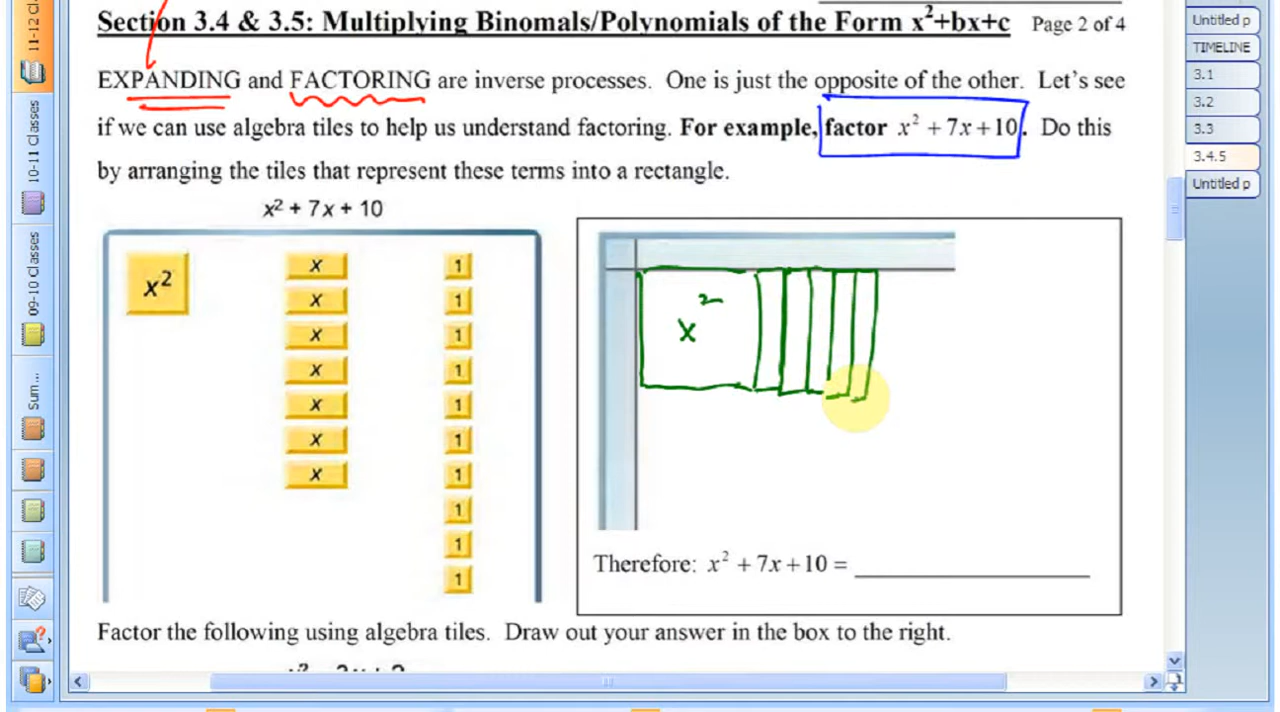 Section 3.4 & 3.5: Multiplying Binomals/Polynomials of the Form x²+bx+c Page 2 of 4
EXPANDING and FACTORING are inverse processes. One is just the opposite of the other. Let's see
if we can use algebra tiles to help us understand factoring. For example, factor x² + 7x + 10. Do this
by arranging the tiles that represent these terms into a rectangle.
x² + 7x + 10
x²
x
x
x
x
x
x
x
1
1
1
1
1
1
1
1
1
1
x²
Therefore: x² + 7x + 10 =
Factor the following using algebra tiles. Draw out your answer in the box to the right.
11-12 Cl
10-11 Classes
09-10 Classes
Sum...
Untitled p
TIMELINE
3.1
3.2
3.3
3.4.5
Untitled p